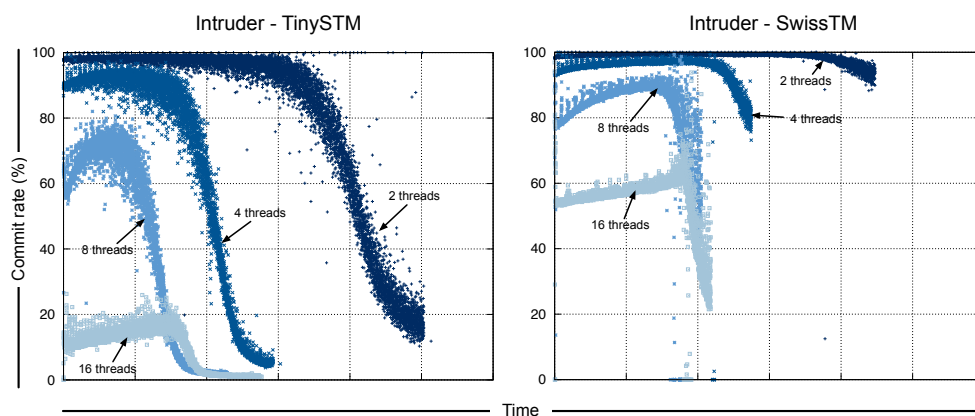 Intruder - TinySTM
Intruder - SwissTM
Commit rate (%)
100
80
60
40
20
0
2 threads
4 threads
8 threads
16 threads
100
80
60
40
20
0
2 threads
4 threads
8 threads
16 threads
Time